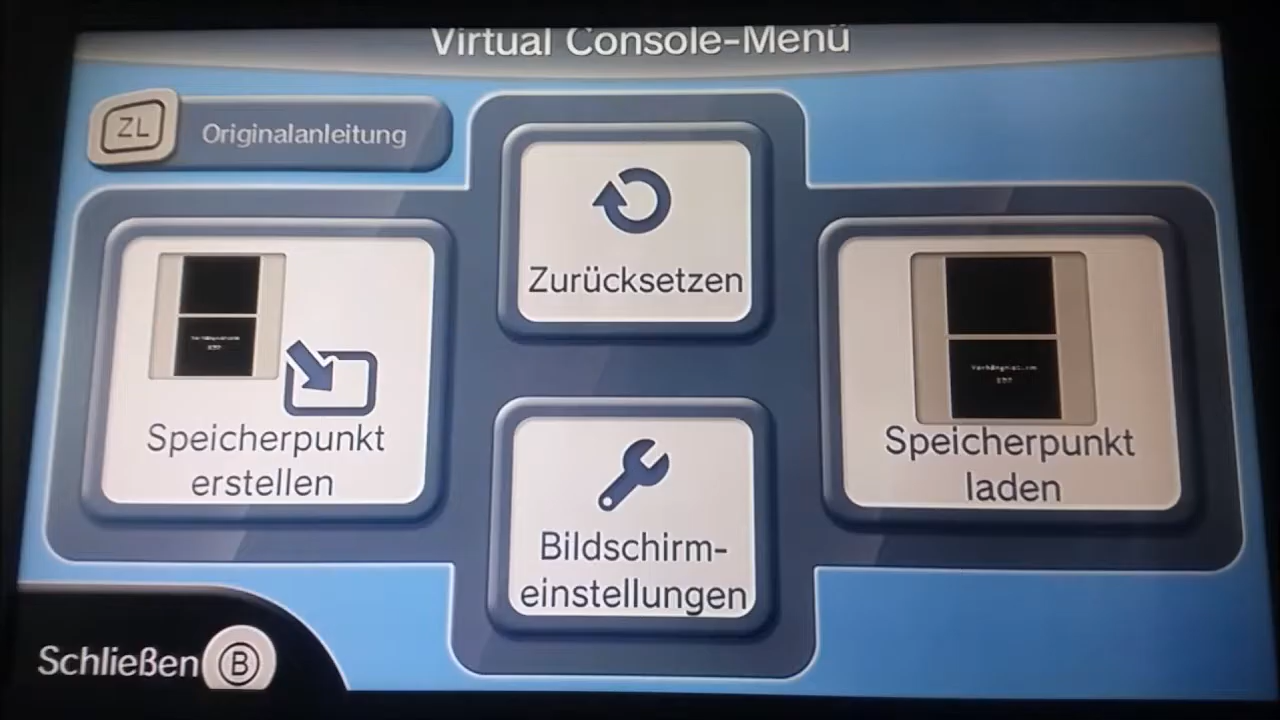 Virtual Console-Menü
ZL
Originalanleitung
Zurücksetzen
Speicherpunkt
erstellen
Speicherpunkt
laden
Bildschirm-
einstellungen
Schließen B